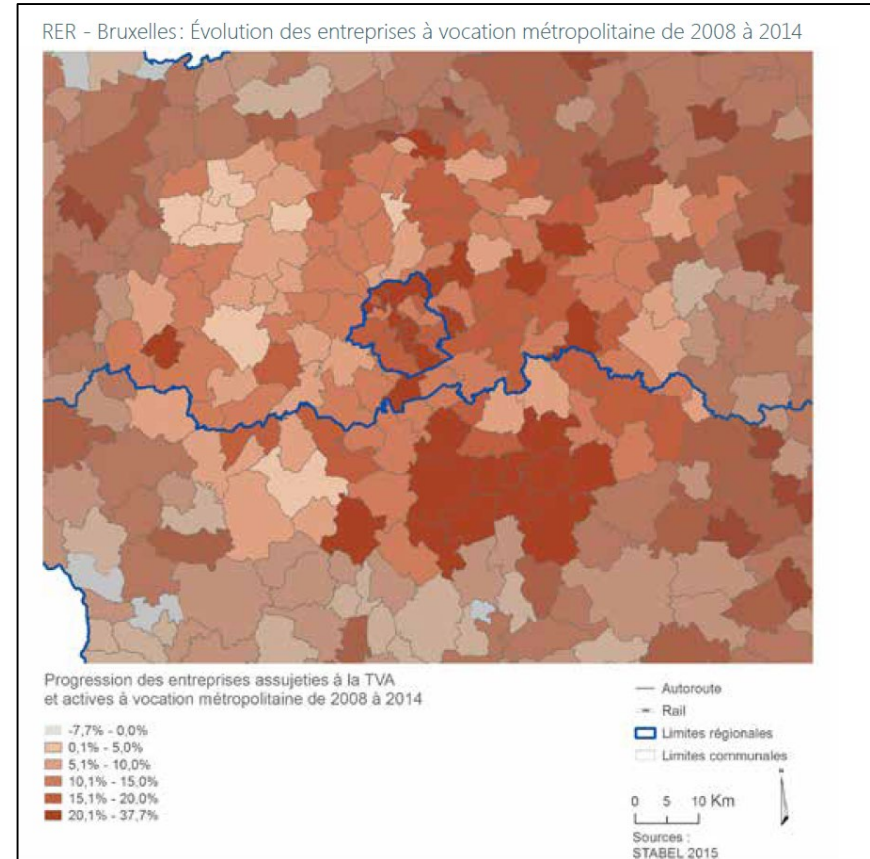 RER - Bruxelles : Évolution des entreprises à vocation métropolitaine de 2008 à 2014
Progression des entreprises assujeties à la TVA
et actives à vocation métropolitaine de 2008 à 2014
-7,7% - 0,0%
0,1% - 5,0%
5,1% - 10,0%
10,1% - 15,0%
15,1% - 20,0%
20,1% - 37,7%
Autoroute
Rail
Limites régionales
Limites communales
0 5 10 Km
Sources :
STABEL 2015